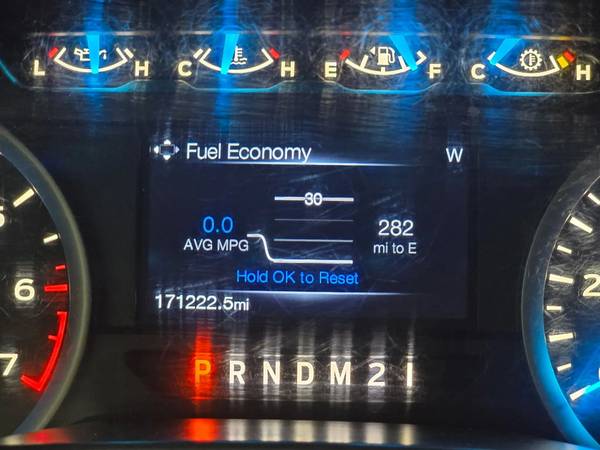 L H C H E F C H
Fuel Economy W
30
0.0 282
AVG MPG mi to E
Hold OK to Reset
171222.5mi
6
7
2
P R N D M 2 1